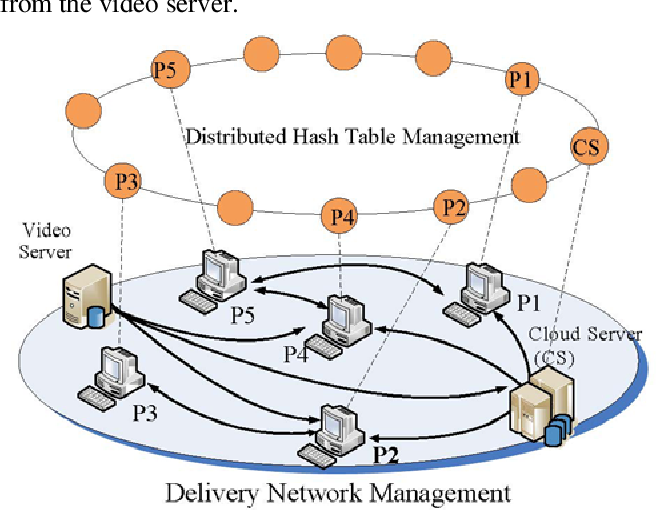 from the video server.
P5
P1
Distributed Hash Table Management
CS
P3
P4
P2
Video
Server
P5
P1
P4
Cloud Server
(CS)
P3
P2
Delivery Network Management